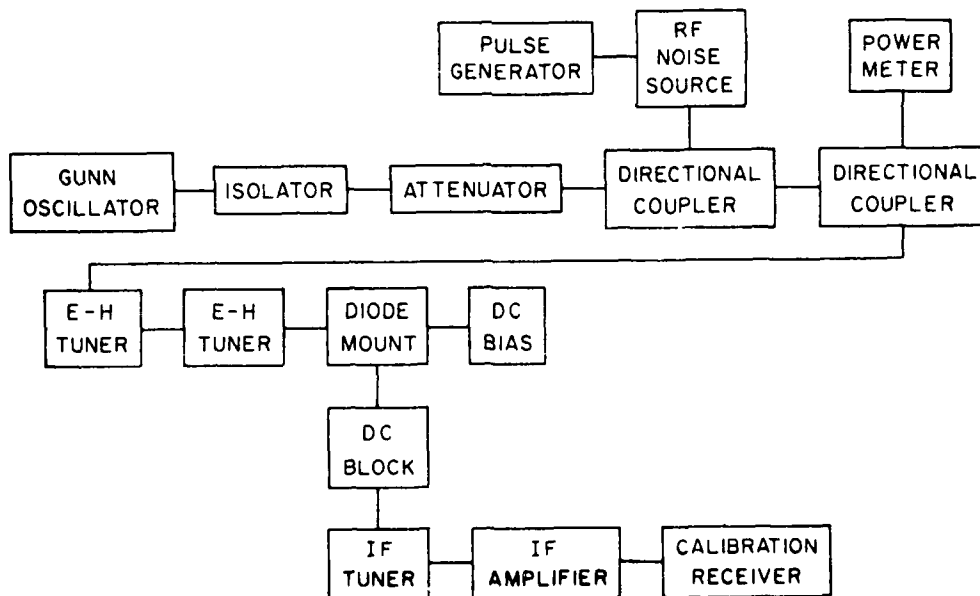 PULSE
GENERATOR
RF
NOISE
SOURCE
POWER
METER
GUNN
OSCILLATOR
ISOLATOR
ATTENUATOR
DIRECTIONAL
COUPLER
DIRECTIONAL
COUPLER
E-H
TUNER
E-H
TUNER
DIODE
MOUNT
DC
BIAS
DC
BLOCK
IF
TUNER
IF
AMPLIFIER
CALIBRATION
RECEIVER